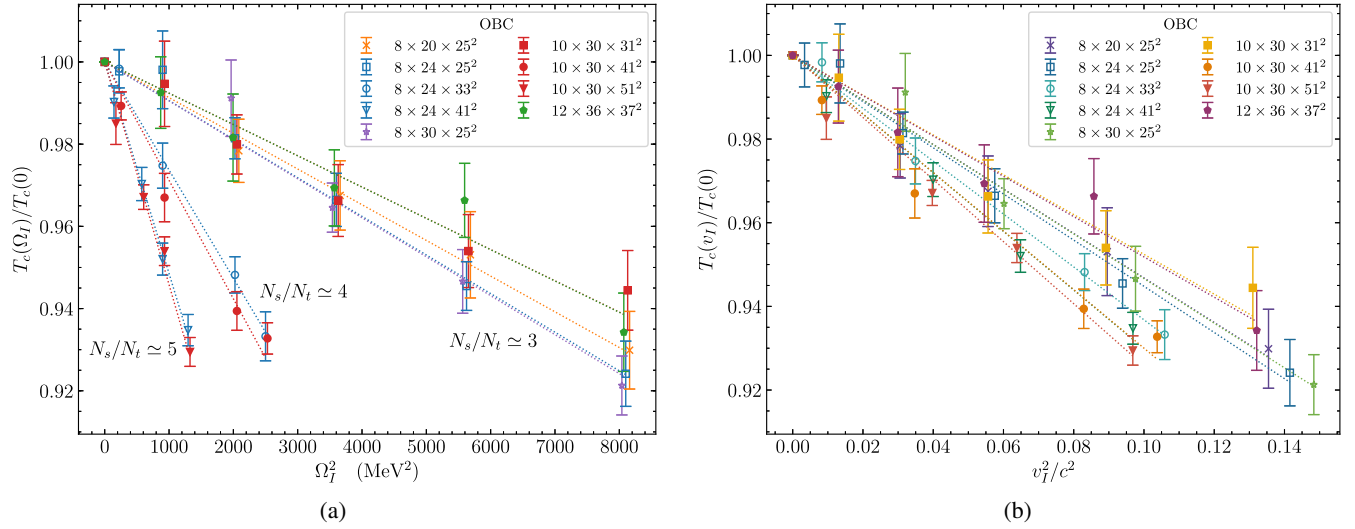 OBC
8 × 20 × 25²
8 × 24 × 25²
8 × 24 × 33²
8 × 24 × 41²
8 × 30 × 25²
10 × 30 × 31²
10 × 30 × 41²
10 × 30 × 51²
12 × 36 × 37²
T_c(Ω_I)/T_c(0)
1.00
0.98
0.96
0.94
0.92
N_s/N_t ≃ 5
N_s/N_t ≃ 4
N_s/N_t ≃ 3
0 1000 2000 3000 4000 5000 6000 7000 8000
Ω_I² (MeV²)
(a)
OBC
8 × 20 × 25²
8 × 24 × 25²
8 × 24 × 33²
8 × 24 × 41²
8 × 30 × 25²
10 × 30 × 31²
10 × 30 × 41²
10 × 30 × 51²
12 × 36 × 37²
T_c(v_I)/T_c(0)
1.00
0.98
0.96
0.94
0.92
0.00 0.02 0.04 0.06 0.08 0.10 0.12 0.14
v_I²/c²
(b)